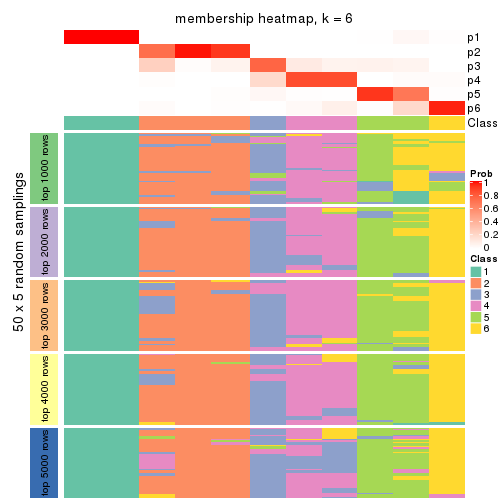 membership heatmap, k = 6
p1
p2
p3
p4
p5
p6
Class
50 x 5 random samplings
top 1000 rows
top 2000 rows
top 3000 rows
top 4000 rows
top 5000 rows
Prob
1
0.8
0.6
0.4
0.2
0
Class
1
2
3
4
5
6